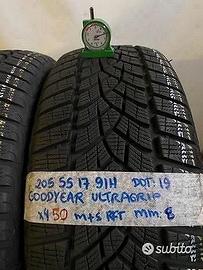 205 55 17 91H DOT. 19
GOODYEAR ULTRAGRIP
x4 50 M+S RFT mm. 8
subito